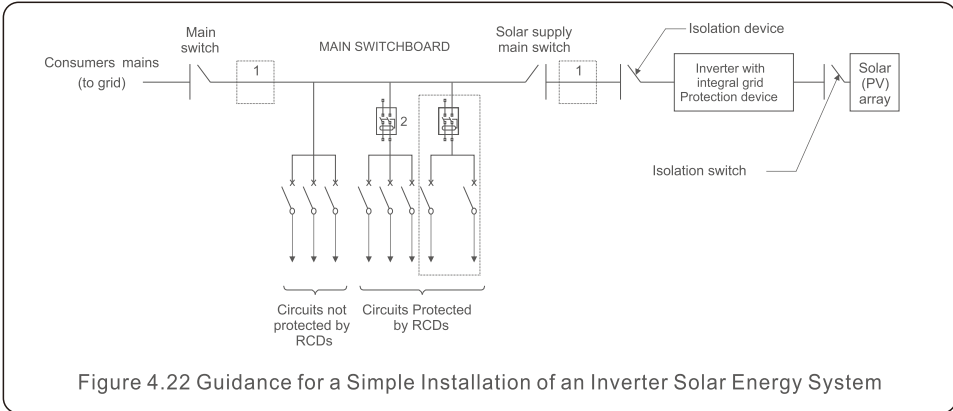 Main
switch
MAIN SWITCHBOARD
Solar supply
main switch
Isolation device
Consumers mains
(to grid)
1
1
Inverter with
integral grid
Protection device
Solar
(PV)
array
2
Isolation switch
Circuits not
protected by
RCDs
Circuits Protected
by RCDs
Figure 4.22 Guidance for a Simple Installation of an Inverter Solar Energy System